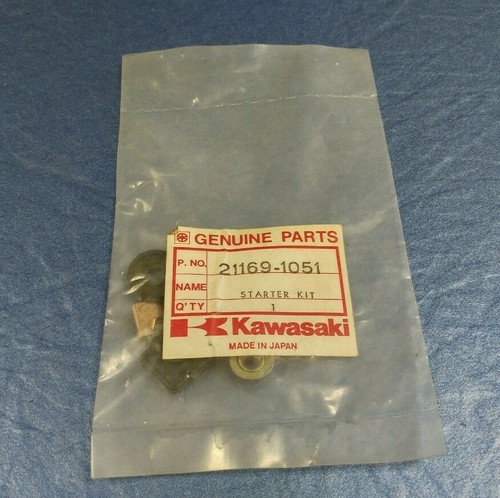 GENUINE PARTS
P. NO. 21169-1051
NAME STARTER KIT
Q'TY 1
Kawasaki
MADE IN JAPAN